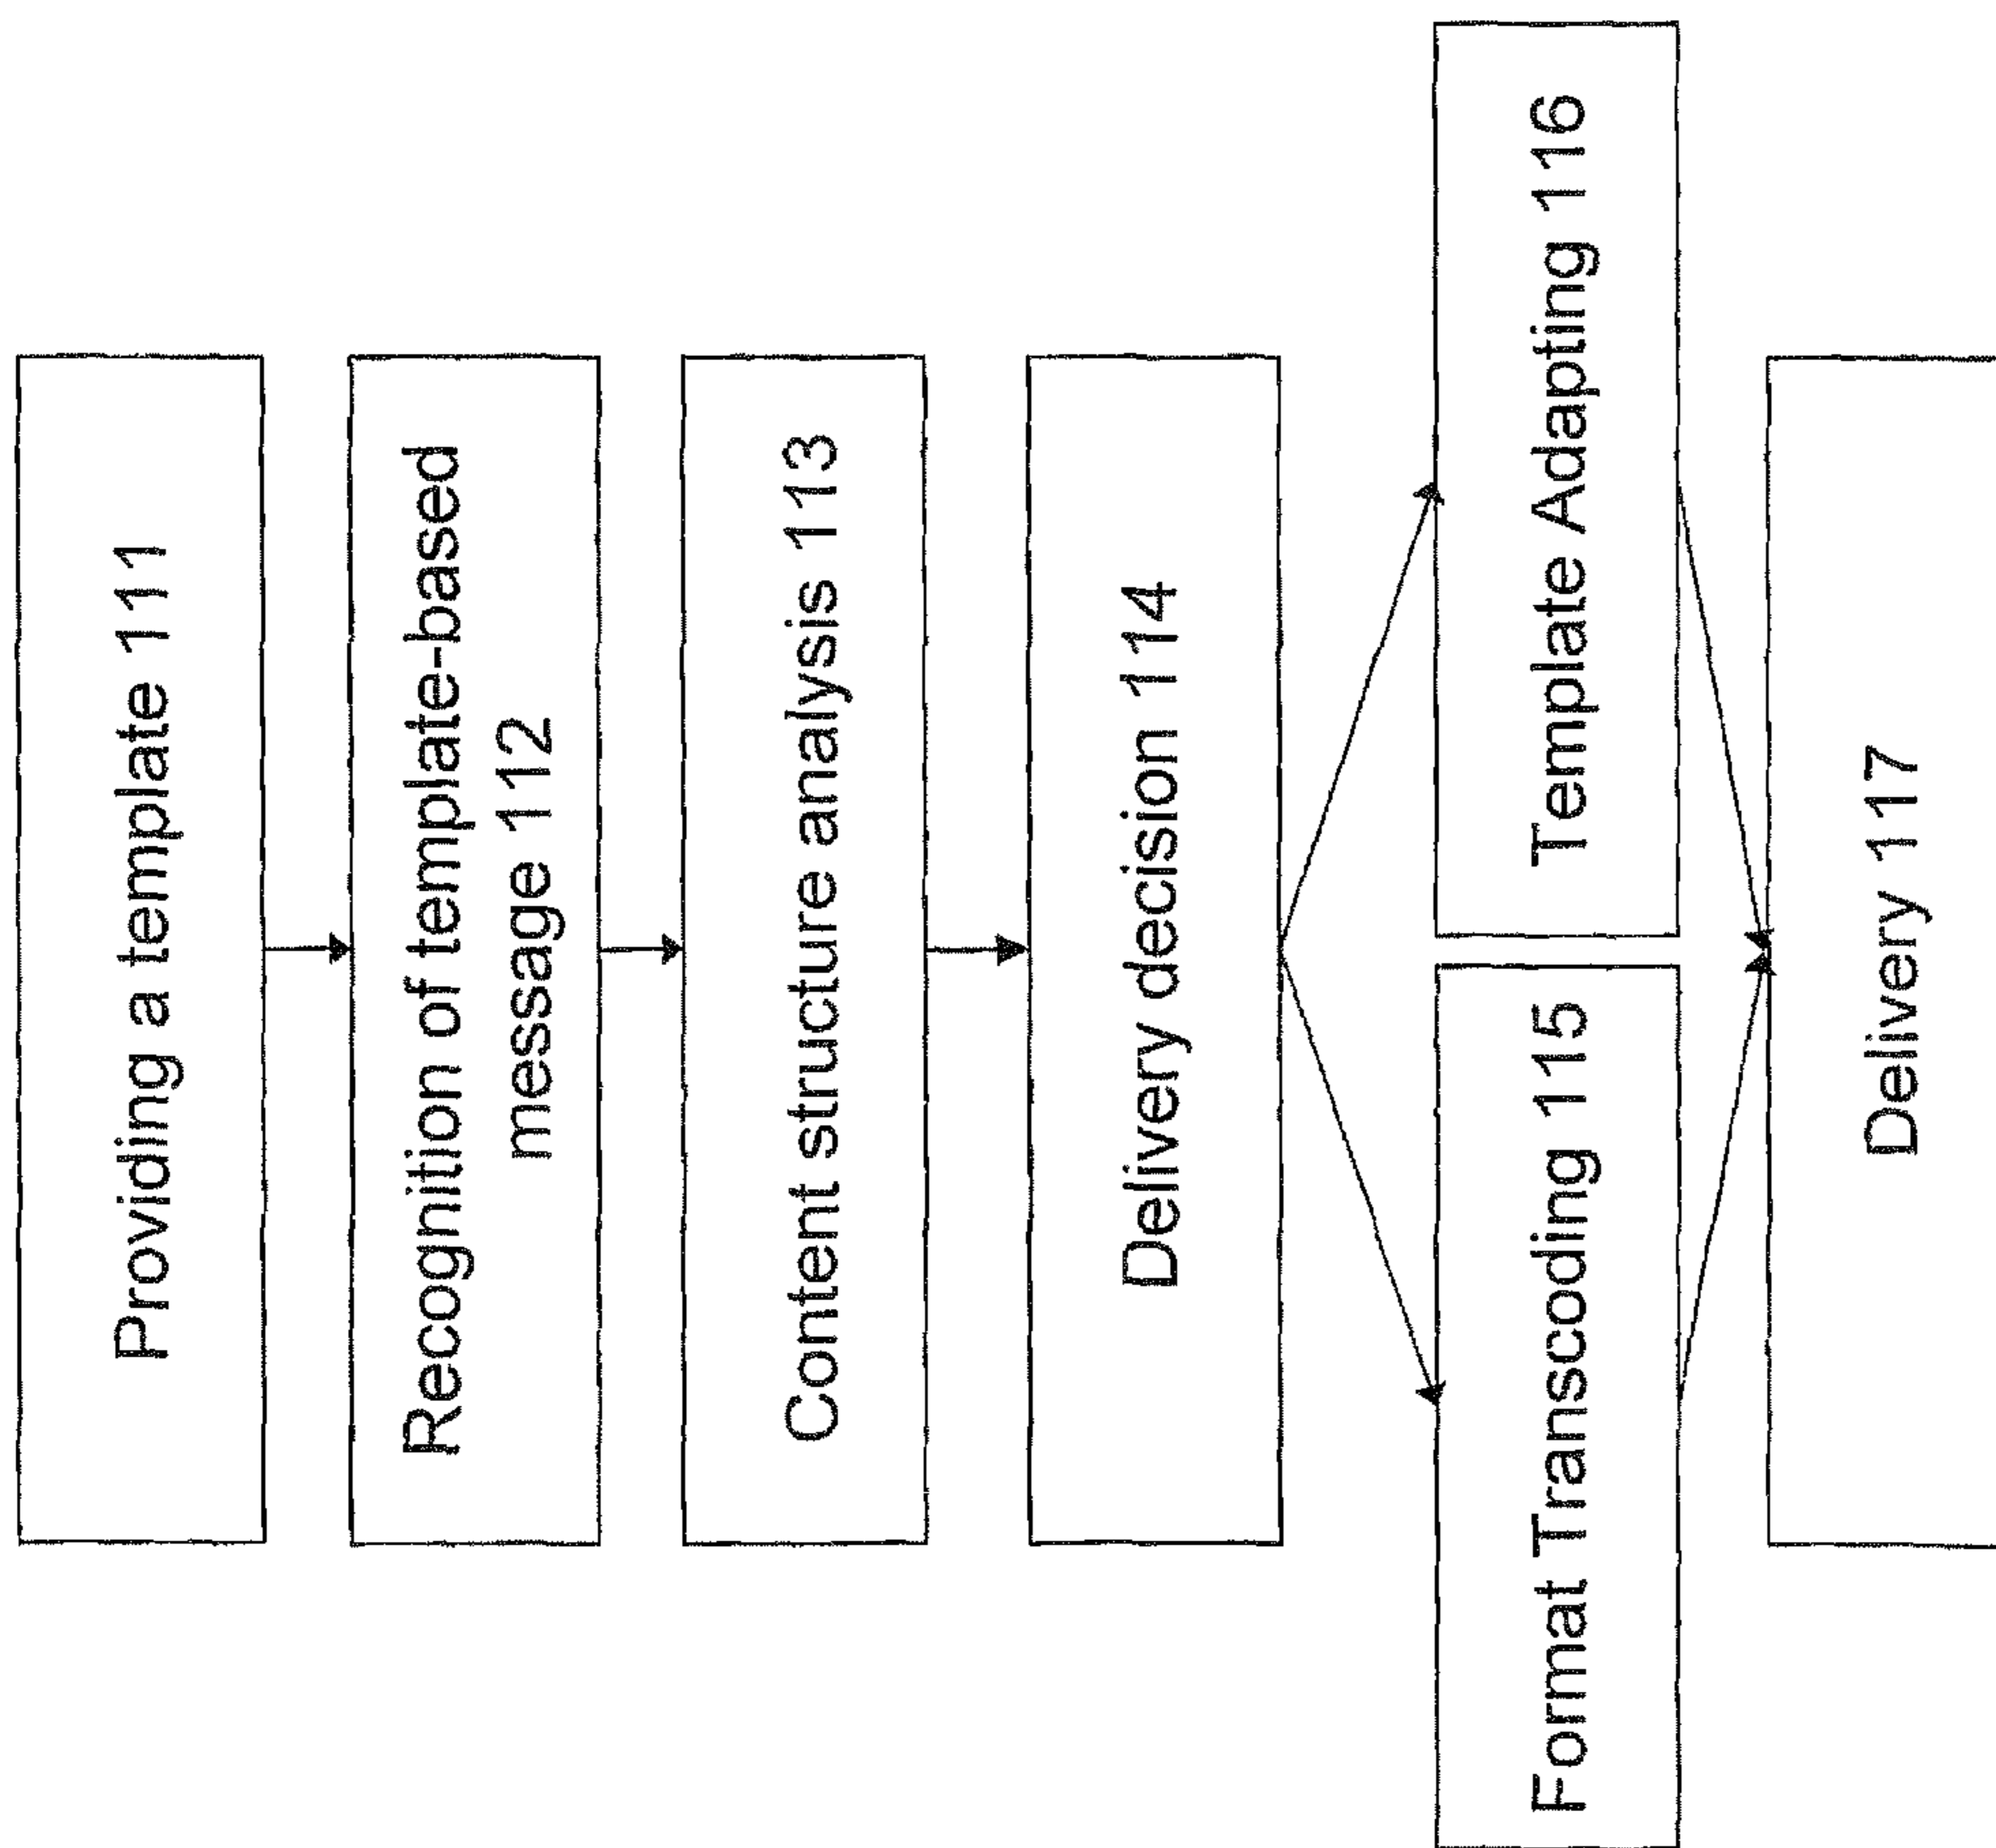 Providing a template 111
Recognition of template-based
message 112
Content structure analysis 113
Delivery decision 114
Format Transcoding 115
Template Adapting 116
Delivery 117